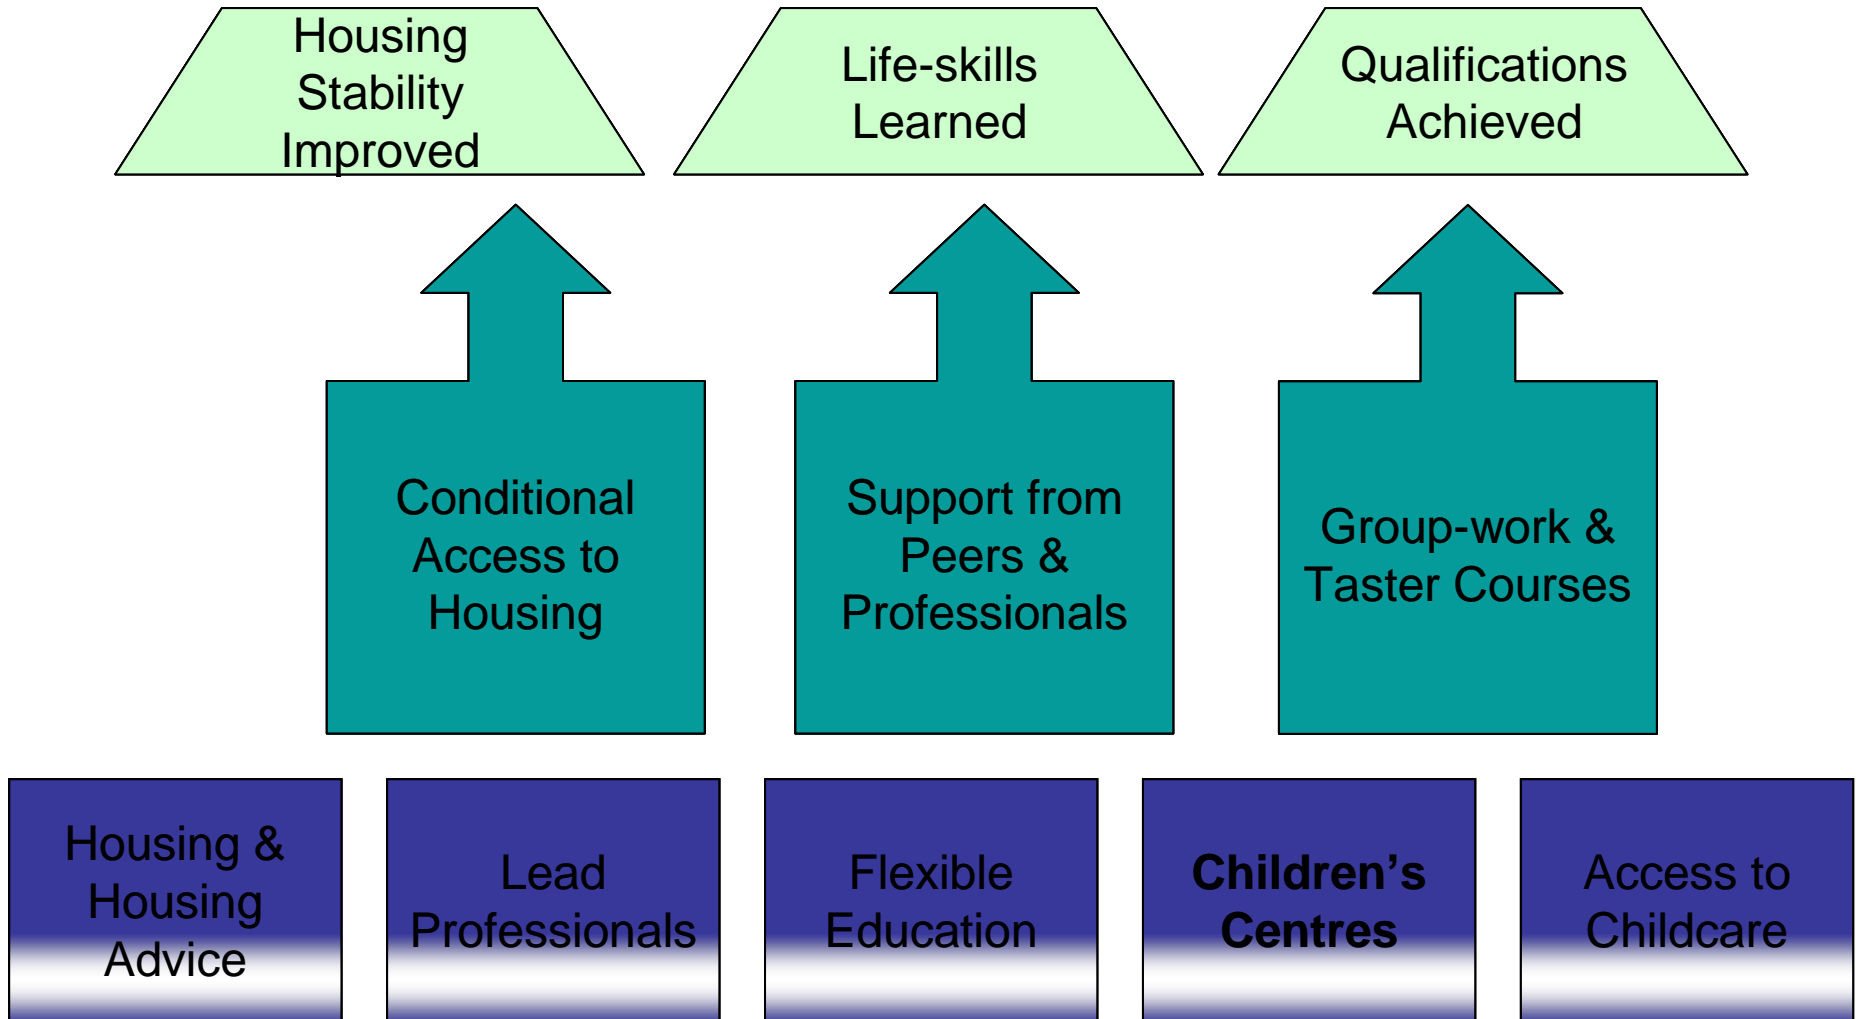 Housing
Stability
Improved
Life-skills
Learned
Qualifications
Achieved
Conditional
Access to
Housing
Support from
Peers &
Professionals
Group-work &
Taster Courses
Housing &
Housing
Advice
Lead
Professionals
Flexible
Education
Children’s
Centres
Access to
Childcare